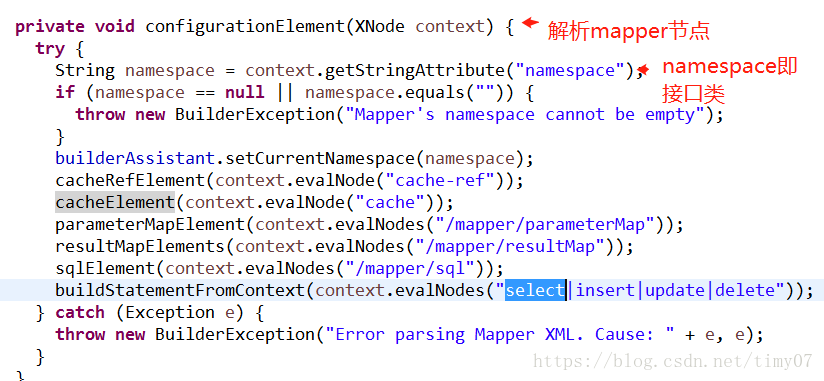 private void configurationElement(XNode context) { 解析mapper节点
try {
String namespace = context.getStringAttribute("namespace"); namespace即
接口类
if (namespace == null || namespace.equals("")) {
throw new BuilderException("Mapper's namespace cannot be empty");
}
builderAssistant.setCurrentNamespace(namespace);
cacheRefElement(context.evalNode("cache-ref"));
cacheElement(context.evalNode("cache"));
parameterMapElement(context.evalNodes("/mapper/parameterMap"));
resultMapElements(context.evalNodes("/mapper/resultMap"));
sqlElement(context.evalNodes("/mapper/sql"));
buildStatementFromContext(context.evalNodes("select|insert|update|delete"));
} catch (Exception e) {
throw new BuilderException("Error parsing Mapper XML. Cause: " + e, e);
}
}
https://blog.csdn.net/timy07